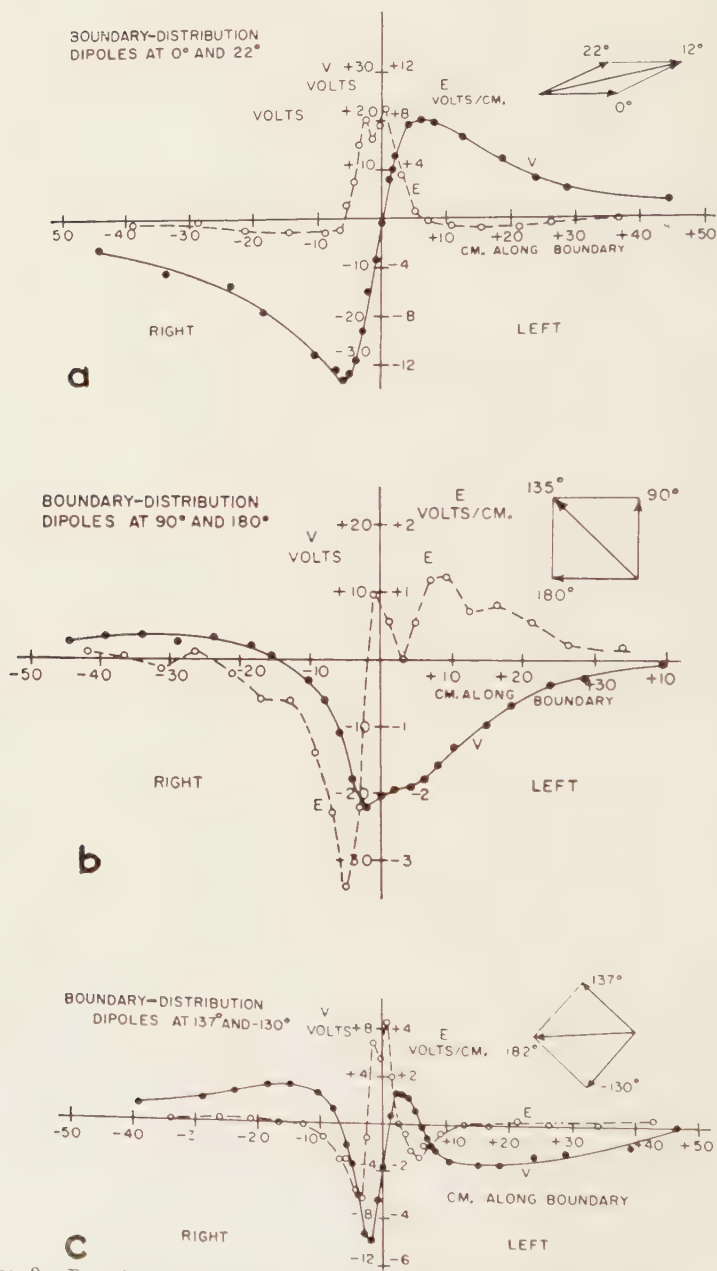 BOUNDARY-DISTRIBUTION
DIPOLES AT 0° AND 22°
V +30 +12
VOLTS
E
VOLTS/CM.
VOLTS
22° 12°
0°
+20 +8
+10 +4
E
V
50 -40 -30 -20 -10 +10 +20 +30 +40 +50
CM. ALONG BOUNDARY
-10 -4
-20 -8
-30 -12
RIGHT LEFT
a
BOUNDARY-DISTRIBUTION
DIPOLES AT 90° AND 180°
E
VOLTS/CM.
135° 90°
180°
V
VOLTS
+20 +2
+10 +1
E
-50 -40 -30 -20 -10 +10 +20 +30 +10
CM. ALONG BOUNDARY
-10 -1
V
-20 -2
E
-30 -3
RIGHT LEFT
b
BOUNDARY-DISTRIBUTION
DIPOLES AT 137° AND -130°
V
VOLTS +8 +4
E
VOLTS/CM.
137°
182°
-130°
+4 +2
E
-50 -40 -30 -20 -10 +10 +20 +30 +40 +50
-4 -2
V
CM. ALONG BOUNDARY
-8 -4
-12 -6
RIGHT LEFT
c